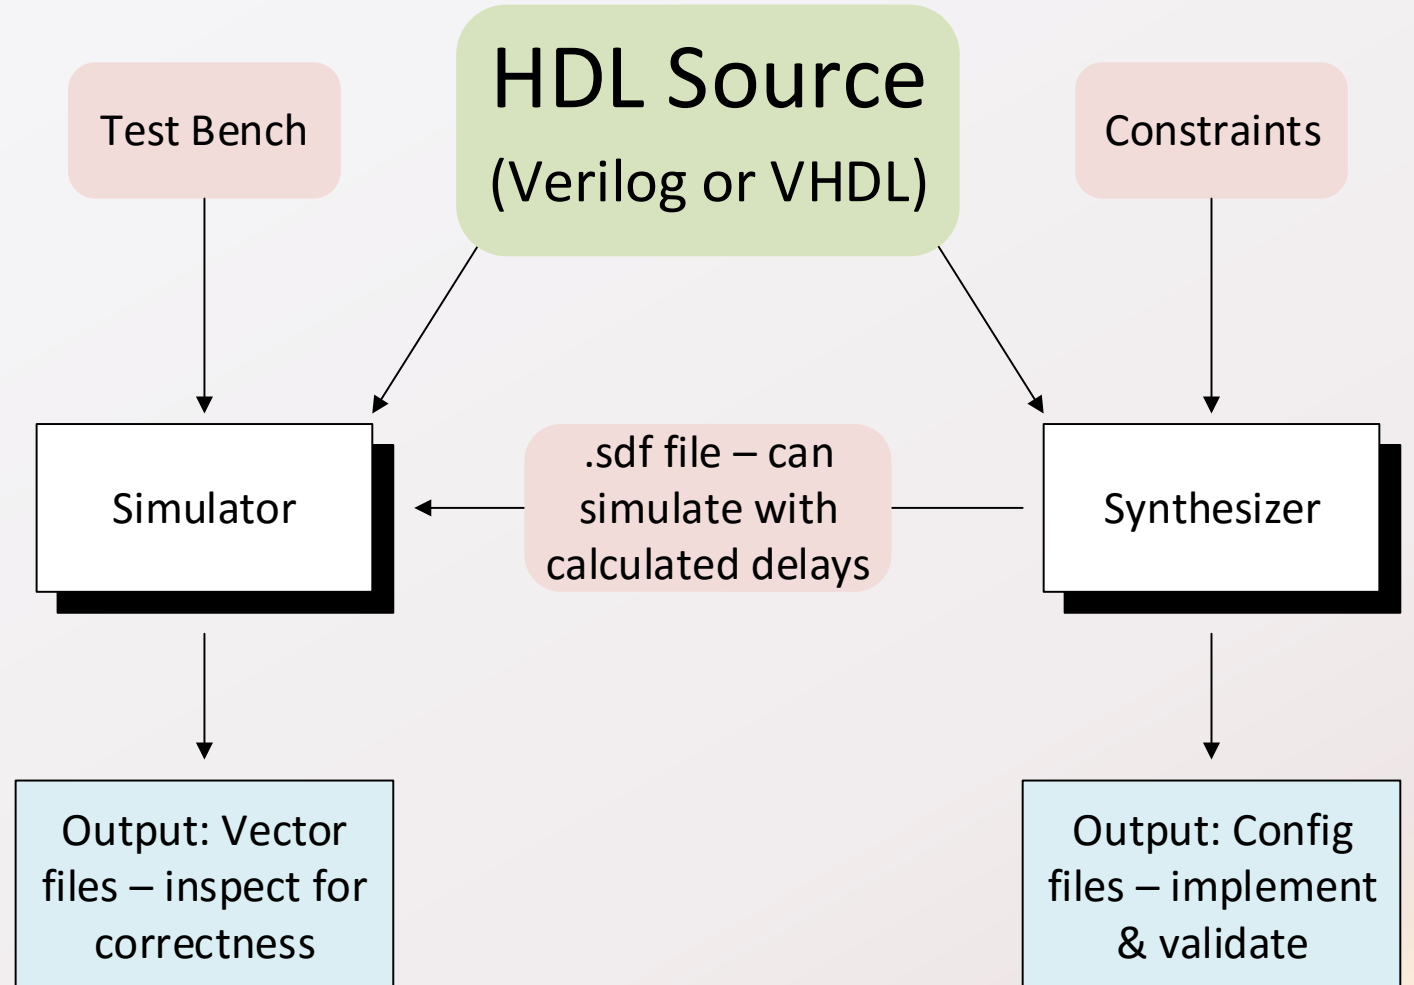 HDL Source
(Verilog or VHDL)
Test Bench
Constraints
.sdf file – can
simulate with
calculated delays
Simulator
Synthesizer
Output: Vector
files – inspect for
correctness
Output: Config
files – implement
& validate